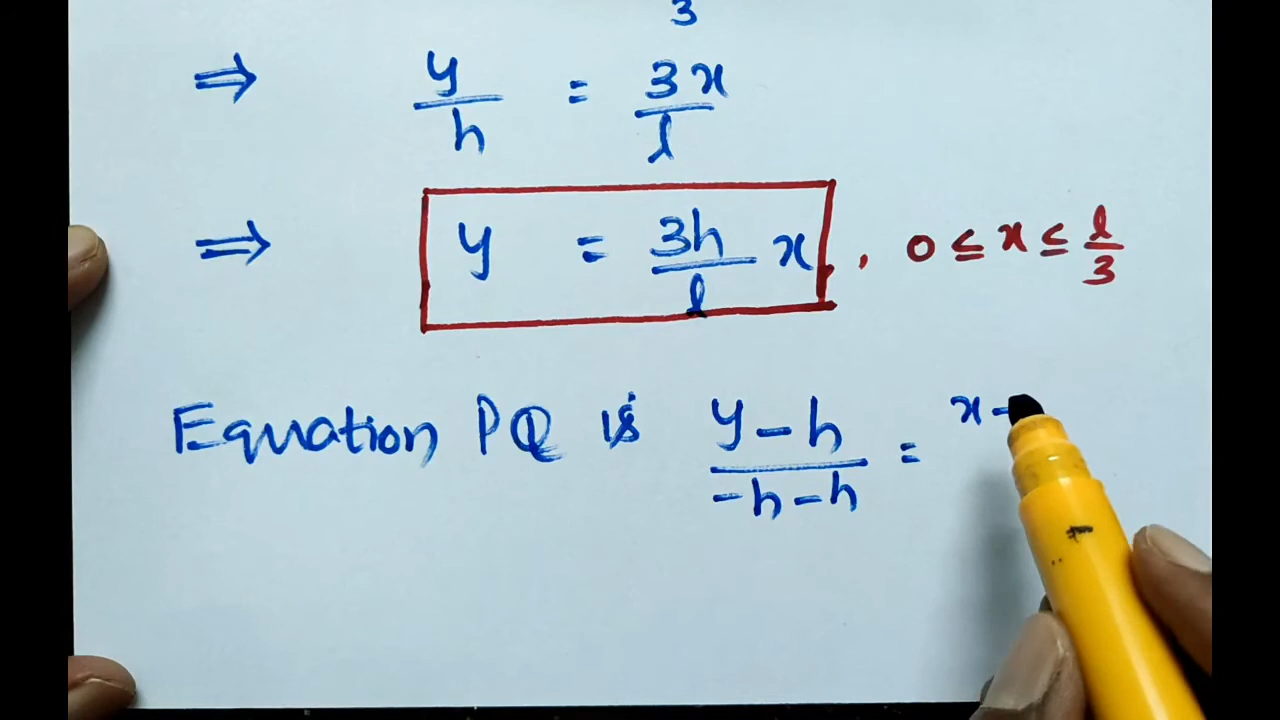 3
⇒ y/h = 3x/l
⇒ y = 3h/l x , 0 ≤ x ≤ l/3
Equation PQ is y-h/-h-h = x-